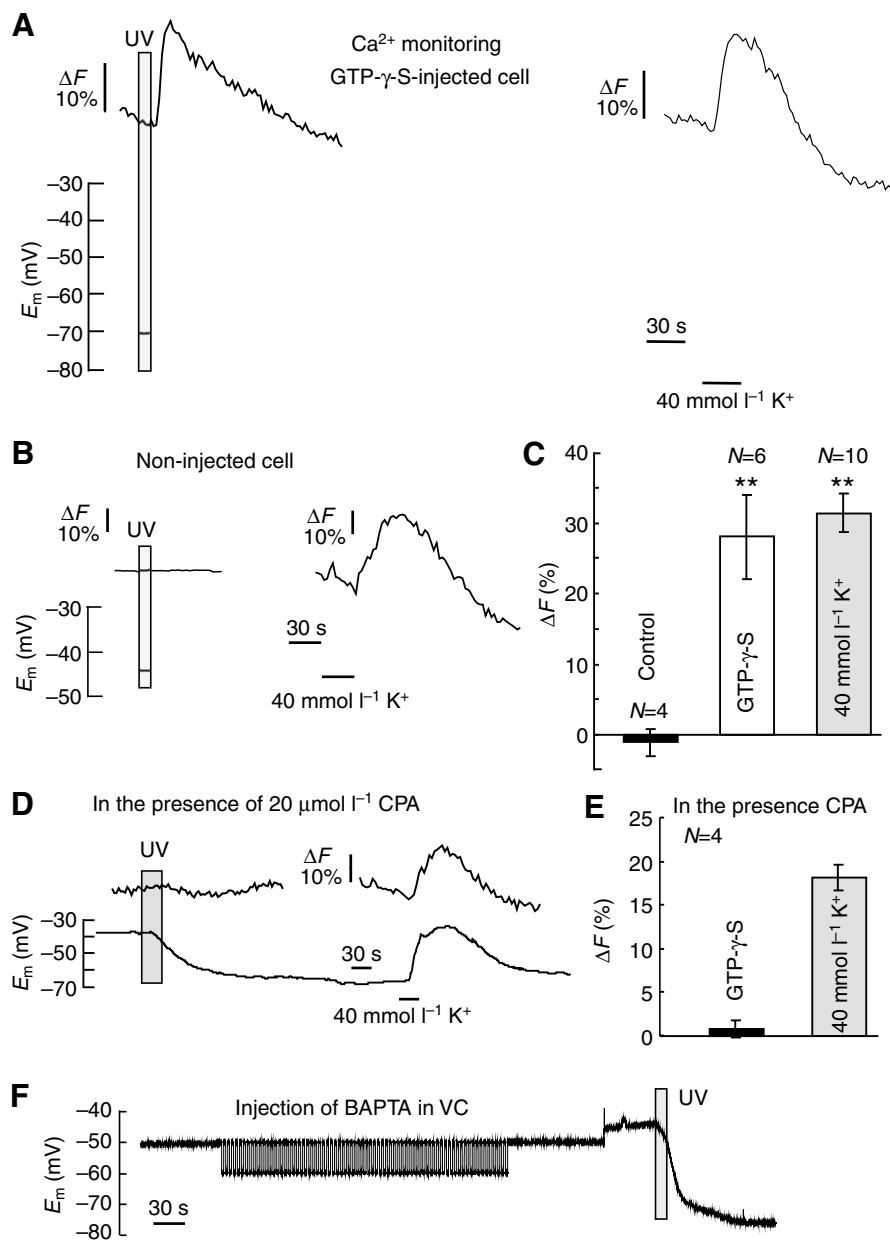 A
UV
Ca²⁺ monitoring
GTP-γ-S-injected cell
ΔF
10%
ΔF
10%
–30
–40
–50
–60
–70
–80
Em (mV)
30 s
40 mmol l⁻¹ K⁺
B
Non-injected cell
ΔF
10%
UV
ΔF
10%
–30
–40
–50
Em (mV)
30 s
40 mmol l⁻¹ K⁺
C
40
30
20
10
0
ΔF (%)
Control
N=4
N=6
**
GTP-γ-S
N=10
**
40 mmol l⁻¹ K⁺
D
In the presence of 20 μmol l⁻¹ CPA
UV
ΔF
10%
–30
–50
–70
Em (mV)
30 s
40 mmol l⁻¹ K⁺
E
In the presence CPA
25
20
15
10
5
0
ΔF (%)
N=4
GTP-γ-S
40 mmol l⁻¹ K⁺
F
Injection of BAPTA in VC
UV
–40
–50
–60
–70
–80
Em (mV)
30 s